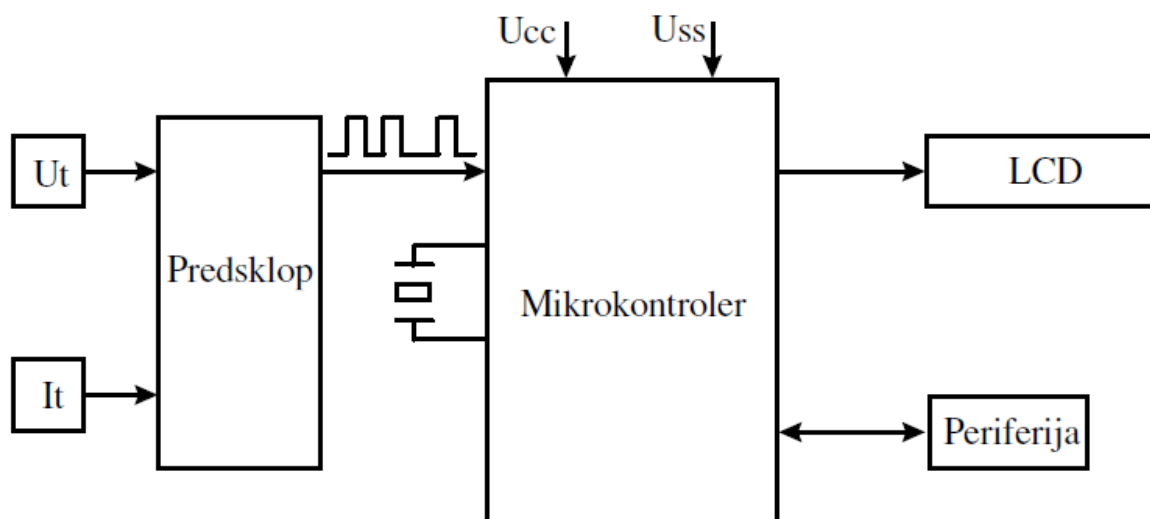 Ucc
Uss
Ut
LCD
Predsklop
Mikrokontroler
It
Periferija